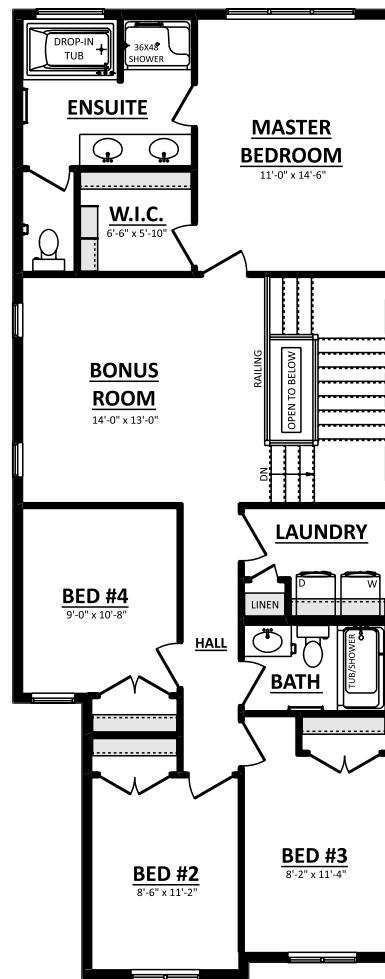 DROP-IN
TUB
36X48
SHOWER
ENSUITE
MASTER
BEDROOM
11'-0" x 14'-6"
W.I.C.
6'-6" x 5'-10"
BONUS
ROOM
14'-0" x 13'-0"
RAILING
OPEN TO BELOW
DN
LAUNDRY
D
W
LINEN
BED #4
9'-0" x 10'-8"
HALL
BATH
TUB/SHOWER
BED #3
8'-2" x 11'-4"
BED #2
8'-6" x 11'-2"